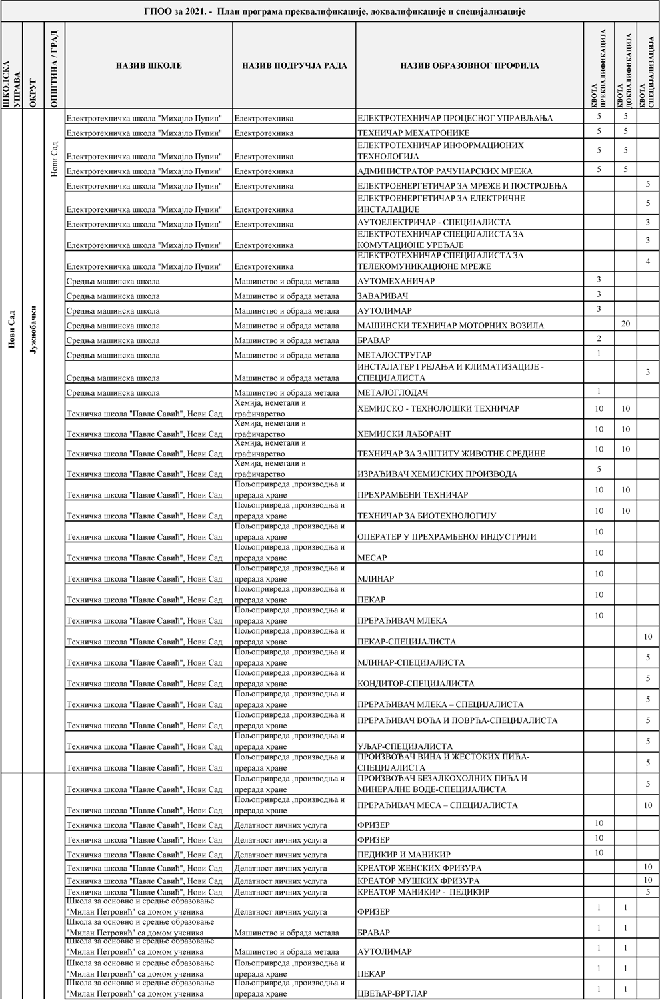 ГПОО за 2021. - План програма преквалификације, доквалификације и специјализације
ШКОЛСКА УПРАВА
ОКРУГ
ОПШТИНА / ГРАД
НАЗИВ ШКОЛЕ
НАЗИВ ПОДРУЧЈА РАДА
НАЗИВ ОБРАЗОВНОГ ПРОФИЛА
КВОТА ПРЕКВАЛИФИКАЦИЈА
КВОТА ДОКВАЛИФИКАЦИЈА
КВОТА СПЕЦИЈАЛИЗАЦИЈА
Нови Сад
Јужнобачки
Нови Сад
Електротехничка школа "Михајло Пупин" Електротехника ЕЛЕКТРОТЕХНИЧАР ПРОЦЕСНОГ УПРАВЉАЊА 5 5
Електротехничка школа "Михајло Пупин" Електротехника ТЕХНИЧАР МЕХАТРОНИКЕ 5 5
Електротехничка школа "Михајло Пупин" Електротехника ЕЛЕКТРОТЕХНИЧАР ИНФОРМАЦИОНИХ
ТЕХНОЛОГИЈА 5 5
Електротехничка школа "Михајло Пупин" Електротехника АДМИНИСТРАТОР РАЧУНАРСКИХ МРЕЖА 5 5
Електротехничка школа "Михајло Пупин" Електротехника ЕЛЕКТРОЕНЕРГЕТИЧАР ЗА МРЕЖЕ И ПОСТРОЈЕЊА 5
Електротехничка школа "Михајло Пупин" Електротехника ЕЛЕКТРОЕНЕРГЕТИЧАР ЗА ЕЛЕКТРИЧНЕ
ИНСТАЛАЦИЈЕ 5
Електротехничка школа "Михајло Пупин" Електротехника АУТОЕЛЕКТРИЧАР - СПЕЦИЈАЛИСТА 3
Електротехничка школа "Михајло Пупин" Електротехника ЕЛЕКТРОТЕХНИЧАР СПЕЦИЈАЛИСТА ЗА
КОМУТАЦИОНЕ УРЕЂАЈЕ 3
Електротехничка школа "Михајло Пупин" Електротехника ЕЛЕКТРОТЕХНИЧАР СПЕЦИЈАЛИСТА ЗА
ТЕЛЕКОМУНИКАЦИОНЕ МРЕЖЕ 4
Средња машинска школа Машинство и обрада метала АУТОМЕХАНИЧАР 3
Средња машинска школа Машинство и обрада метала ЗАВАРИВАЧ 3
Средња машинска школа Машинство и обрада метала АУТОЛИМАР 3
Средња машинска школа Машинство и обрада метала МАШИНСКИ ТЕХНИЧАР МОТОРНИХ ВОЗИЛА 20
Средња машинска школа Машинство и обрада метала БРАВАР 2
Средња машинска школа Машинство и обрада метала МЕТАЛОСТРУГАР 1
Средња машинска школа Машинство и обрада метала ИНСТАЛАТЕР ГРЕЈАЊА И КЛИМАТИЗАЦИЈЕ -
СПЕЦИЈАЛИСТА 3
Средња машинска школа Машинство и обрада метала МЕТАЛОГЛОДАЧ 1
Техничка школа "Павле Савић", Нови Сад Хемија, неметали и
графичарство ХЕМИЈСКО - ТЕХНОЛОШКИ ТЕХНИЧАР 10 10
Техничка школа "Павле Савић", Нови Сад Хемија, неметали и
графичарство ХЕМИЈСКИ ЛАБОРАНТ 10 10
Техничка школа "Павле Савић", Нови Сад Хемија, неметали и
графичарство ТЕХНИЧАР ЗА ЗАШТИТУ ЖИВОТНЕ СРЕДИНЕ 10 10
Техничка школа "Павле Савић", Нови Сад Хемија, неметали и
графичарство ИЗРАЂИВАЧ ХЕМИЈСКИХ ПРОИЗВОДА 5
Техничка школа "Павле Савић", Нови Сад Пољопривреда ,производња и
прерада хране ПРЕХРАМБЕНИ ТЕХНИЧАР 10 10
Техничка школа "Павле Савић", Нови Сад Пољопривреда ,производња и
прерада хране ТЕХНИЧАР ЗА БИОТЕХНОЛОГИЈУ 10 10
Техничка школа "Павле Савић", Нови Сад Пољопривреда ,производња и
прерада хране ОПЕРАТЕР У ПРЕХРАМБЕНОЈ ИНДУСТРИЈИ 10
Техничка школа "Павле Савић", Нови Сад Пољопривреда ,производња и
прерада хране МЕСАР 10
Техничка школа "Павле Савић", Нови Сад Пољопривреда ,производња и
прерада хране МЛИНАР 10
Техничка школа "Павле Савић", Нови Сад Пољопривреда ,производња и
прерада хране ПЕКАР 10
Техничка школа "Павле Савић", Нови Сад Пољопривреда ,производња и
прерада хране ПРЕРАЂИВАЧ МЛЕКА 10
Техничка школа "Павле Савић", Нови Сад Пољопривреда ,производња и
прерада хране ПЕКАР-СПЕЦИЈАЛИСТА 10
Техничка школа "Павле Савић", Нови Сад Пољопривреда ,производња и
прерада хране МЛИНАР-СПЕЦИЈАЛИСТА 5
Техничка школа "Павле Савић", Нови Сад Пољопривреда ,производња и
прерада хране КОНДИТОР-СПЕЦИЈАЛИСТА 5
Техничка школа "Павле Савић", Нови Сад Пољопривреда ,производња и
прерада хране ПРЕРАЂИВАЧ МЛЕКА – СПЕЦИЈАЛИСТА 5
Техничка школа "Павле Савић", Нови Сад Пољопривреда ,производња и
прерада хране ПРЕРАЂИВАЧ ВОЋА И ПОВРЋА-СПЕЦИЈАЛИСТА 5
Техничка школа "Павле Савић", Нови Сад Пољопривреда ,производња и
прерада хране УЉАР-СПЕЦИЈАЛИСТА 5
Техничка школа "Павле Савић", Нови Сад Пољопривреда ,производња и
прерада хране ПРОИЗВОЂАЧ ВИНА И ЖЕСТОКИХ ПИЋА-
СПЕЦИЈАЛИСТА 5
Техничка школа "Павле Савић", Нови Сад Пољопривреда ,производња и
прерада хране ПРОИЗВОЂАЧ БЕЗАЛКОХОЛНИХ ПИЋА И
МИНЕРАЛНЕ ВОДЕ-СПЕЦИЈАЛИСТА 5
Техничка школа "Павле Савић", Нови Сад Пољопривреда ,производња и
прерада хране ПРЕРАЂИВАЧ МЕСА – СПЕЦИЈАЛИСТА 10
Техничка школа "Павле Савић", Нови Сад Делатност личних услуга ФРИЗЕР 10
Техничка школа "Павле Савић", Нови Сад Делатност личних услуга ФРИЗЕР 10
Техничка школа "Павле Савић", Нови Сад Делатност личних услуга ПЕДИКИР И МАНИКИР 10
Техничка школа "Павле Савић", Нови Сад Делатност личних услуга КРЕАТОР ЖЕНСКИХ ФРИЗУРА 10
Техничка школа "Павле Савић", Нови Сад Делатност личних услуга КРЕАТОР МУШКИХ ФРИЗУРА 10
Техничка школа "Павле Савић", Нови Сад Делатност личних услуга КРЕАТОР МАНИКИР - ПЕДИКИР 5
Школа за основно и средње образовање
"Милан Петровић" са домом ученика Делатност личних услуга ФРИЗЕР 1 1
Школа за основно и средње образовање
"Милан Петровић" са домом ученика Машинство и обрада метала БРАВАР 1 1
Школа за основно и средње образовање
"Милан Петровић" са домом ученика Машинство и обрада метала АУТОЛИМАР 1 1
Школа за основно и средње образовање
"Милан Петровић" са домом ученика Пољопривреда ,производња и
прерада хране ПЕКАР 1 1
Школа за основно и средње образовање
"Милан Петровић" са домом ученика Пољопривреда ,производња и
прерада хране ЦВЕЋАР-ВРТЛАР 1 1